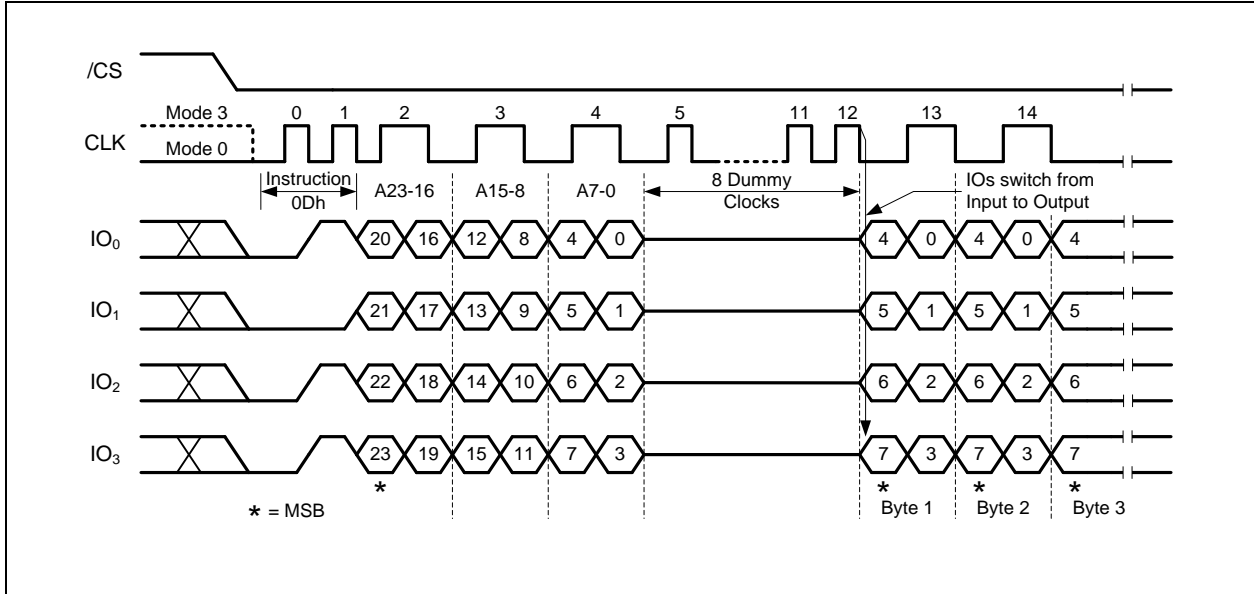 /CS
Mode 3 0 1 2 3 4 5 11 12 13 14
CLK
Mode 0
Instruction 0Dh
A23-16 A15-8 A7-0
8 Dummy Clocks
IOs switch from Input to Output
IO₀ 20 16 12 8 4 0 4 0 4 0 4
IO₁ 21 17 13 9 5 1 5 1 5 1 5
IO₂ 22 18 14 10 6 2 6 2 6 2 6
IO₃ 23 19 15 11 7 3 7 3 7 3 7
* * * *
* = MSB Byte 1 Byte 2 Byte 3